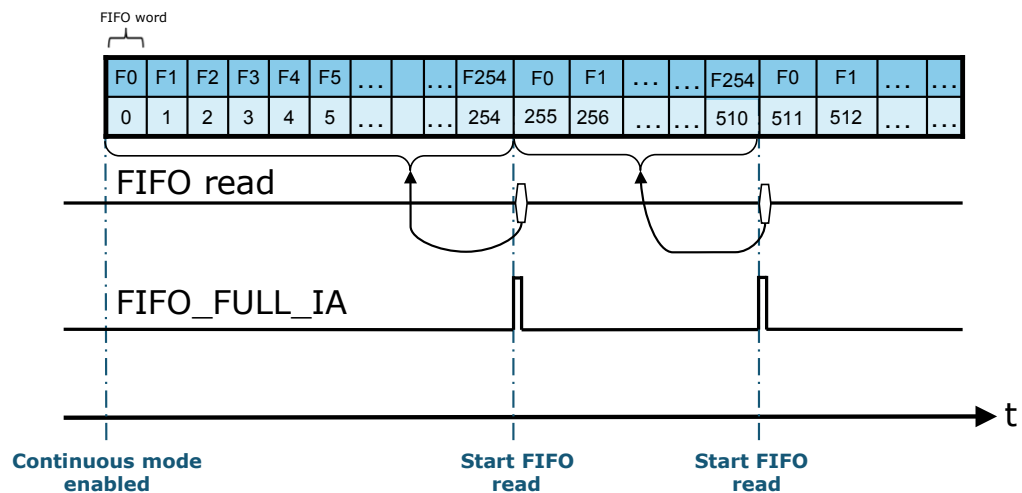 FIFO word
F0 F1 F2 F3 F4 F5 ... ... F254 F0 F1 ... ... F254 F0 F1 ... ...
0 1 2 3 4 5 ... ... 254 255 256 ... ... 510 511 512 ... ...
FIFO read
FIFO_FULL_IA
t
Continuous mode
enabled
Start FIFO
read
Start FIFO
read